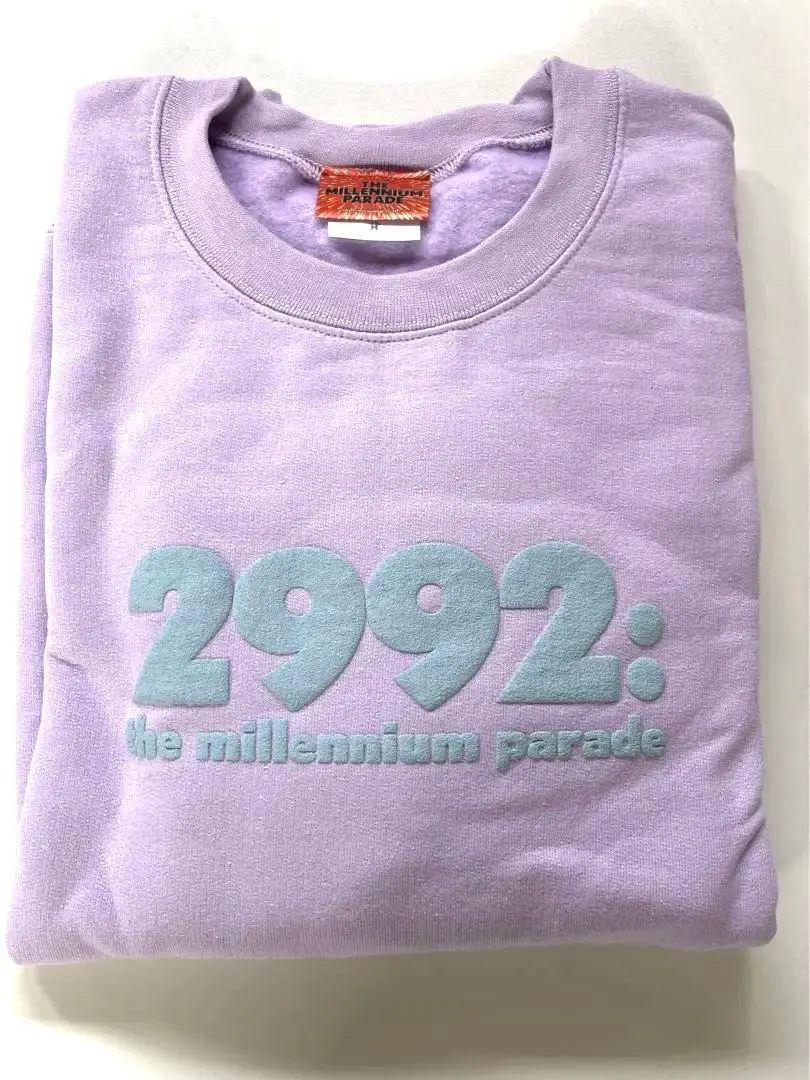 THE
MILLENNIUM
PARADE
M
2992:
the millennium parade